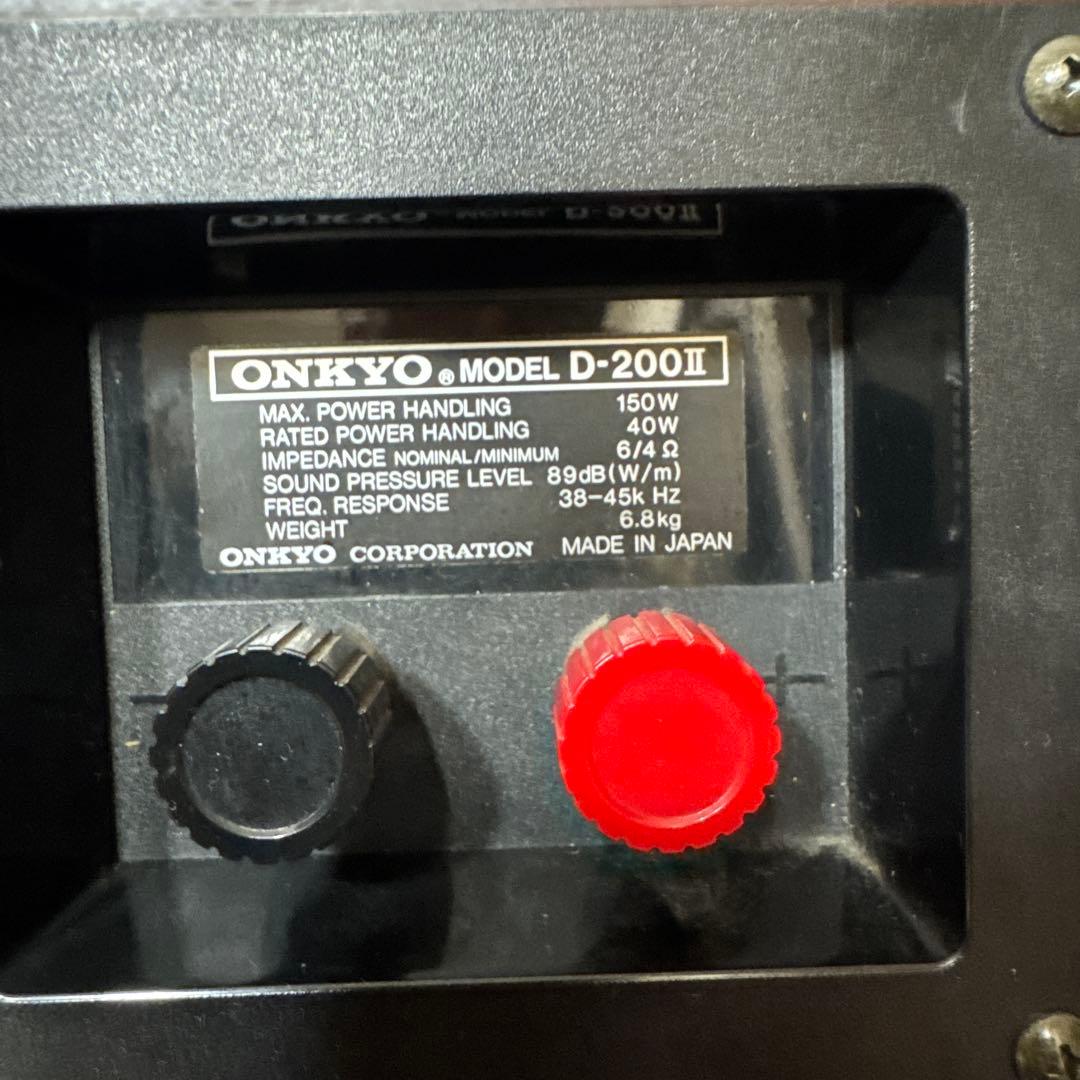 ONKYO® MODEL D-200II
MAX. POWER HANDLING 150W
RATED POWER HANDLING 40W
IMPEDANCE NOMINAL/MINIMUM 6/4 Ω
SOUND PRESSURE LEVEL 89dB(W/m)
FREQ. RESPONSE 38–45k Hz
WEIGHT 6.8kg
ONKYO CORPORATION MADE IN JAPAN
− +